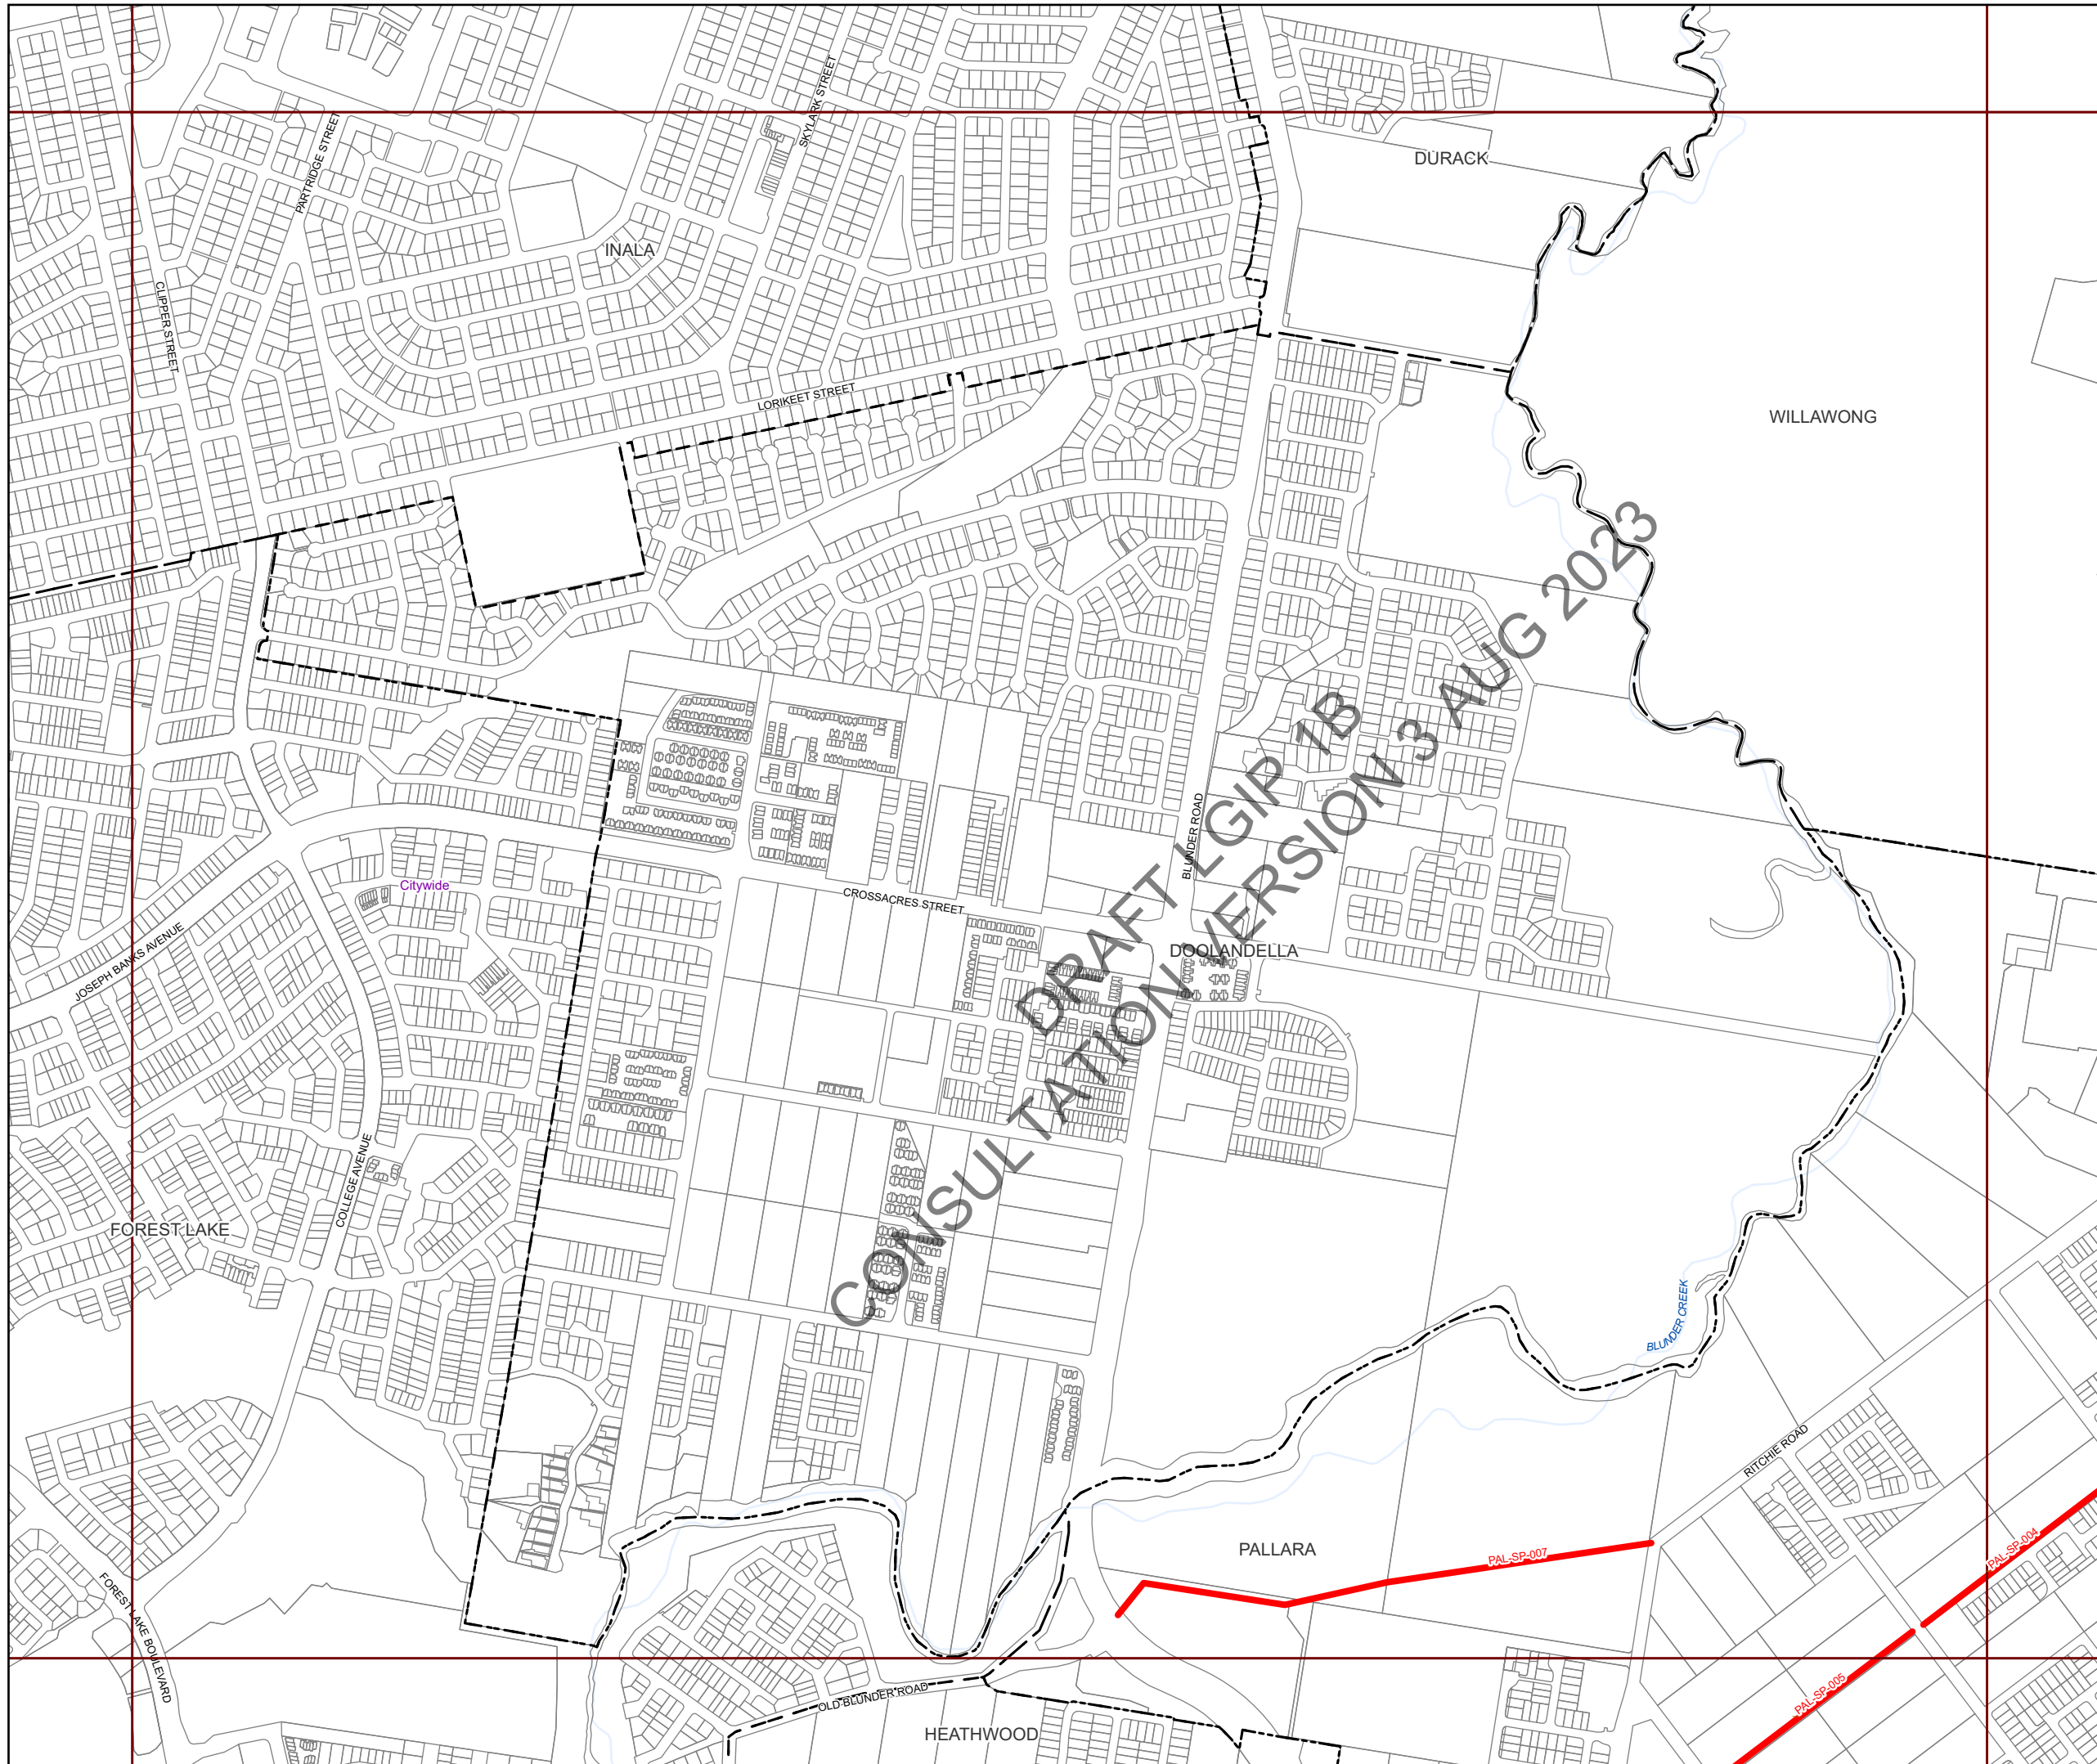 SKYLARK STREET
PARTRIDGE STREET
DURACK
INALA
CLIPPER STREET
LORIKEET STREET
WILLAWONG
DRAFT LGIP 1B
CONSULTATION VERSION 3 AUG 2023
BLUNDER ROAD
Citywide
CROSSACRES STREET
JOSEPH BANKS AVENUE
DOOLANDELLA
COLLEGE AVENUE
FOREST LAKE
BLUNDER CREEK
RITCHIE ROAD
PALLARA
PAL-SP-007
PAL-SP-004
FOREST LAKE BOULEVARD
PAL-SP-005
OLD BLUNDER ROAD
HEATHWOOD